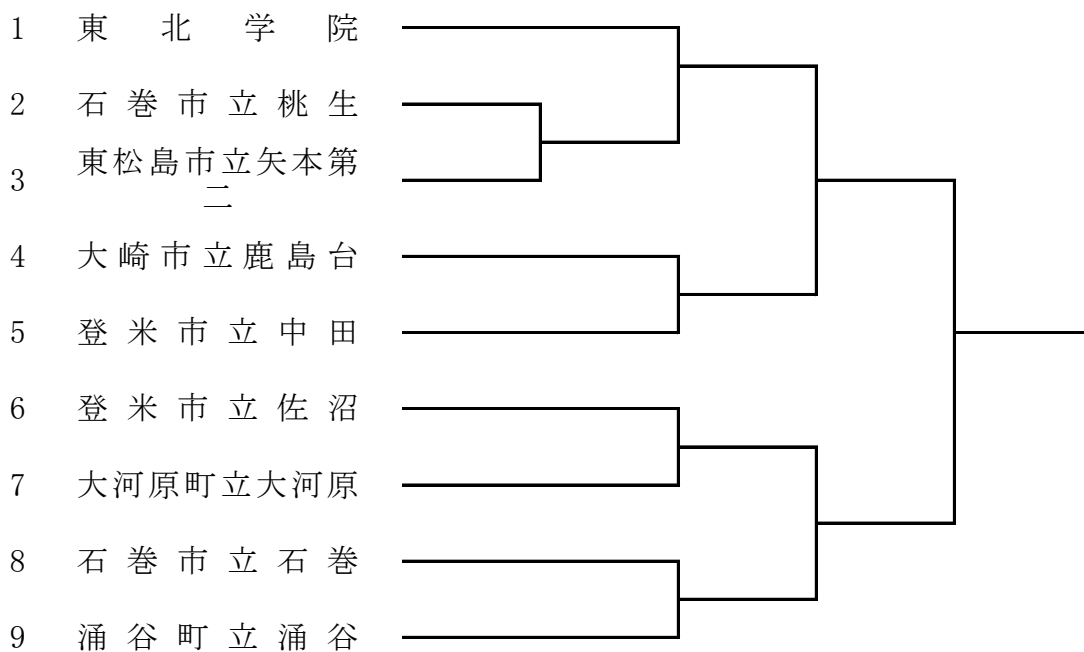 1 東北学院
2 石巻市立桃生
3 東松島市立矢本第
二
4 大崎市立鹿島台
5 登米市立中田
6 登米市立佐沼
7 大河原町立大河原
8 石巻市立石巻
9 涌谷町立涌谷